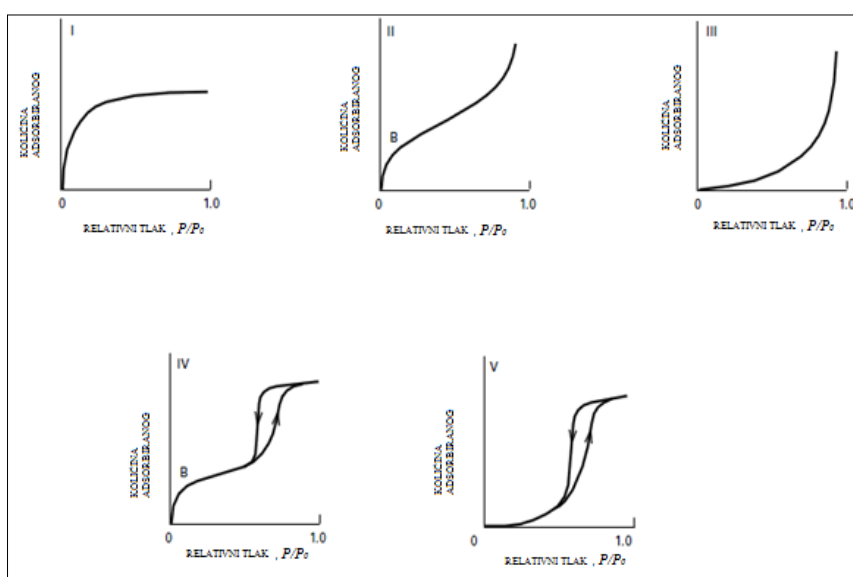 I
KOLIČINA
ADSORBIRANOG
0
1.0
RELATIVNI TLAK , P/P₀
II
KOLIČINA
ADSORBIRANOG
B
0
1.0
RELATIVNI TLAK , P/P₀
III
KOLIČINA
ADSORBIRANOG
0
1.0
RELATIVNI TLAK , P/P₀
IV
KOLIČINA
ADSORBIRANOG
B
0
1.0
RELATIVNI TLAK , P/P₀
V
KOLIČINA
ADSORBIRANOG
0
1.0
RELATIVNI TLAK , P/P₀